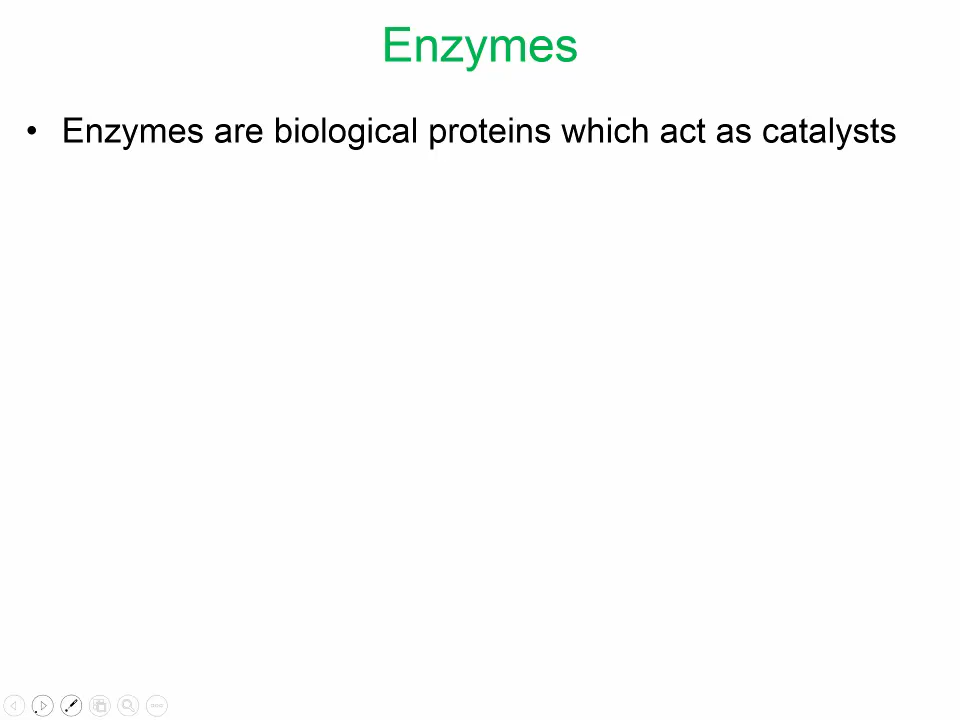 Enzymes
• Enzymes are biological proteins which act as catalysts